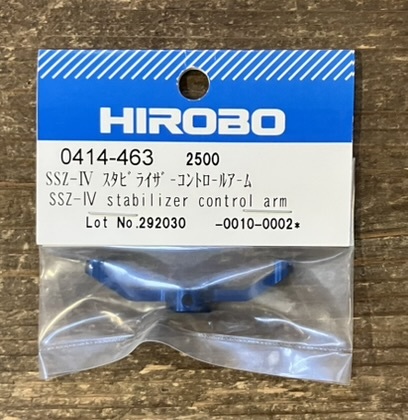 HIROBO
0414-463 2500
SSZ-Ⅳ ｽﾀﾋﾞﾗｲｻﾞｰｺﾝﾄﾛｰﾙｱｰﾑ
SSZ-Ⅳ stabilizer control arm
Lot No.292030 -0010-0002*